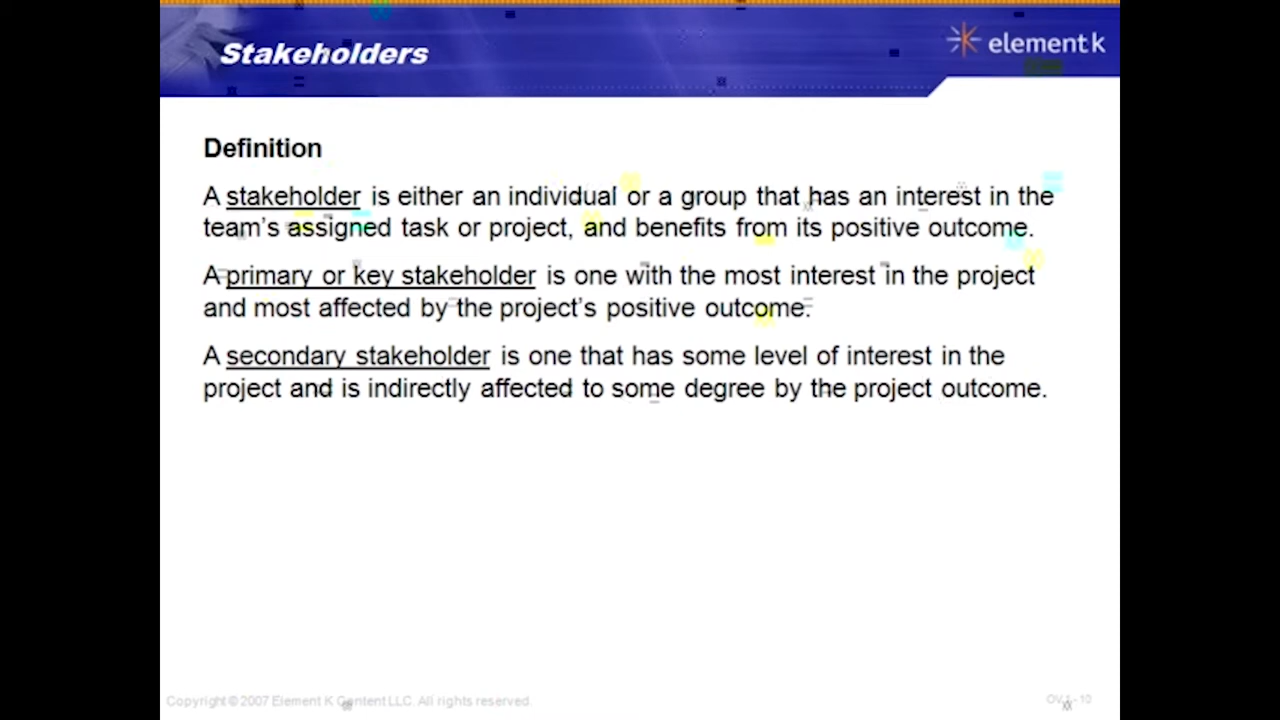 Stakeholders
element k
Definition
A stakeholder is either an individual or a group that has an interest in the
team's assigned task or project, and benefits from its positive outcome.
A primary or key stakeholder is one with the most interest in the project
and most affected by the project's positive outcome.
A secondary stakeholder is one that has some level of interest in the
project and is indirectly affected to some degree by the project outcome.
Copyright © 2007 Element K Content LLC. All rights reserved.